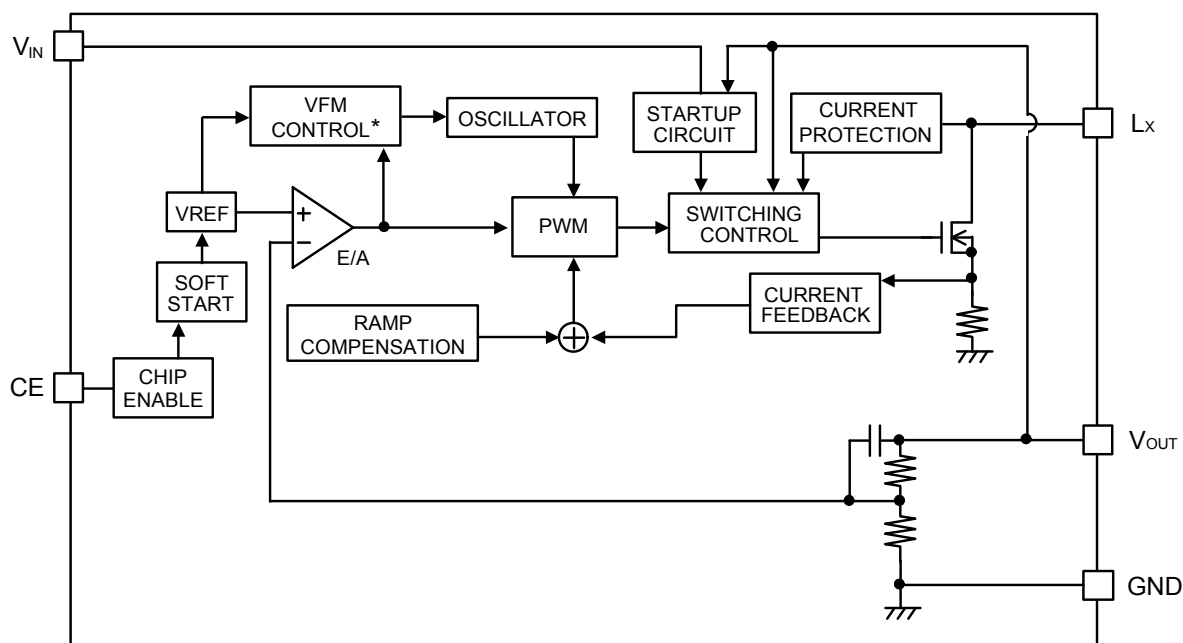 VIN
VFM
CONTROL*
OSCILLATOR
STARTUP
CIRCUIT
CURRENT
PROTECTION
LX
VREF
+
−
E/A
PWM
SWITCHING
CONTROL
SOFT
START
RAMP
COMPENSATION
+
CURRENT
FEEDBACK
CE
CHIP
ENABLE
VOUT
GND